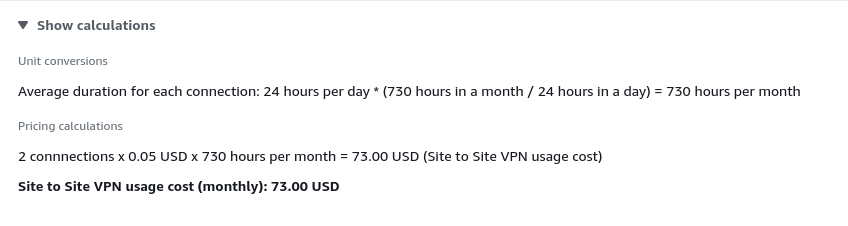 Show calculations
Unit conversions
Average duration for each connection: 24 hours per day * (730 hours in a month / 24 hours in a day) = 730 hours per month
Pricing calculations
2 connnections x 0.05 USD x 730 hours per month = 73.00 USD (Site to Site VPN usage cost)
Site to Site VPN usage cost (monthly): 73.00 USD